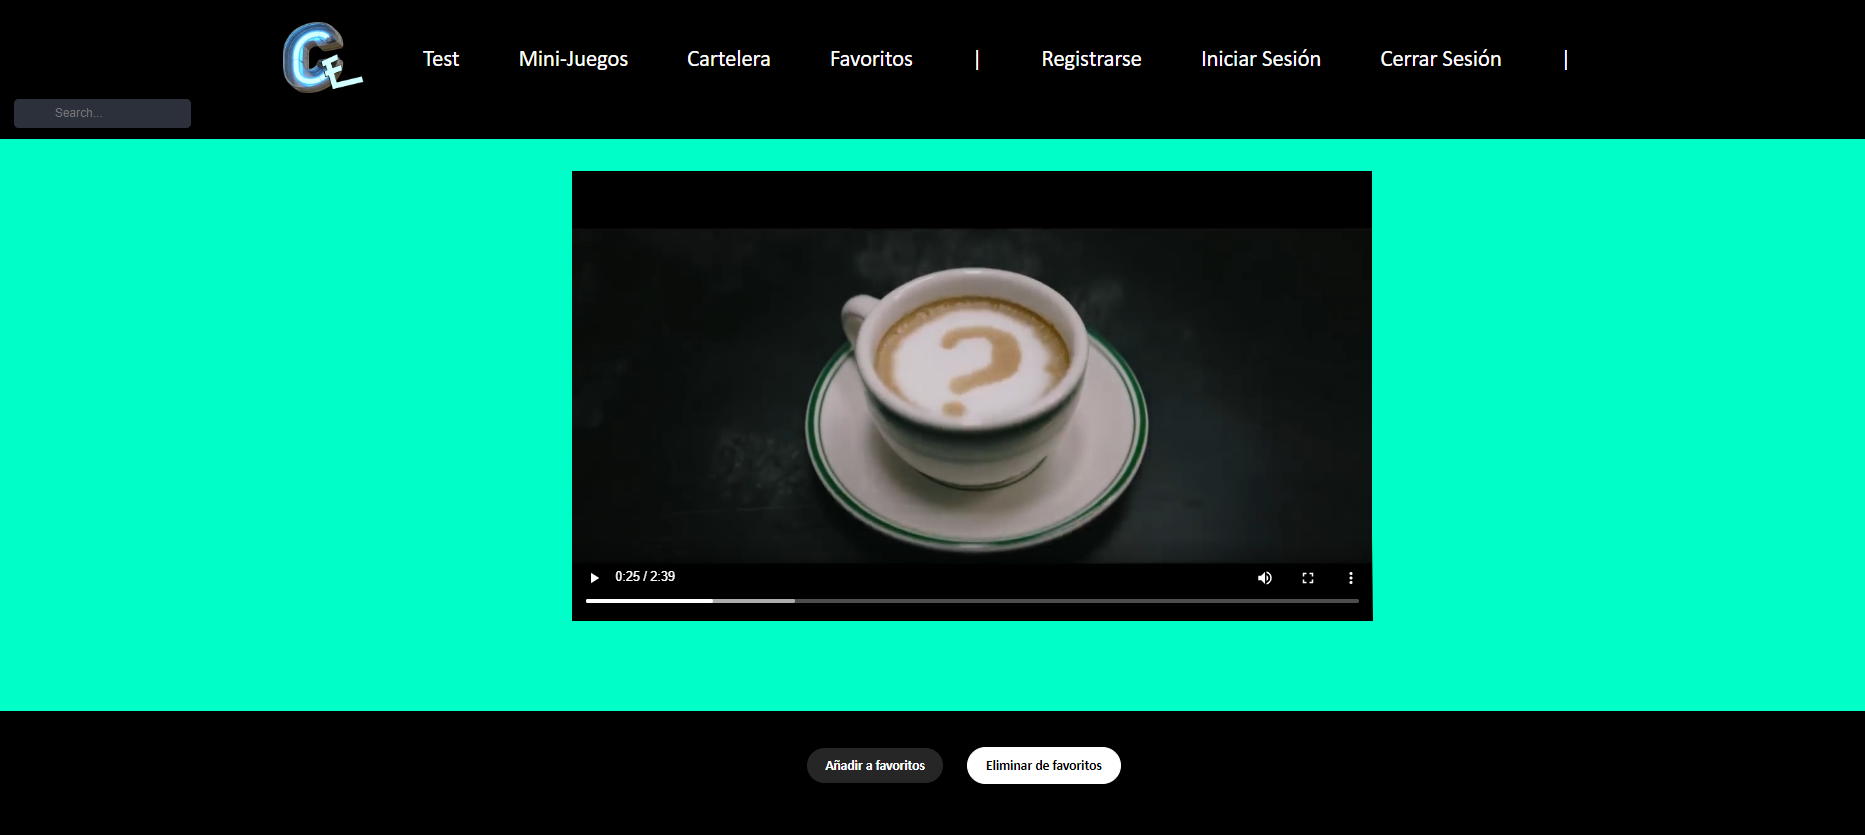 CE
Test Mini-Juegos Cartelera Favoritos | Registrarse Iniciar Sesión Cerrar Sesión |
Search...
?
0:25 / 2:39
Añadir a favoritos Eliminar de favoritos